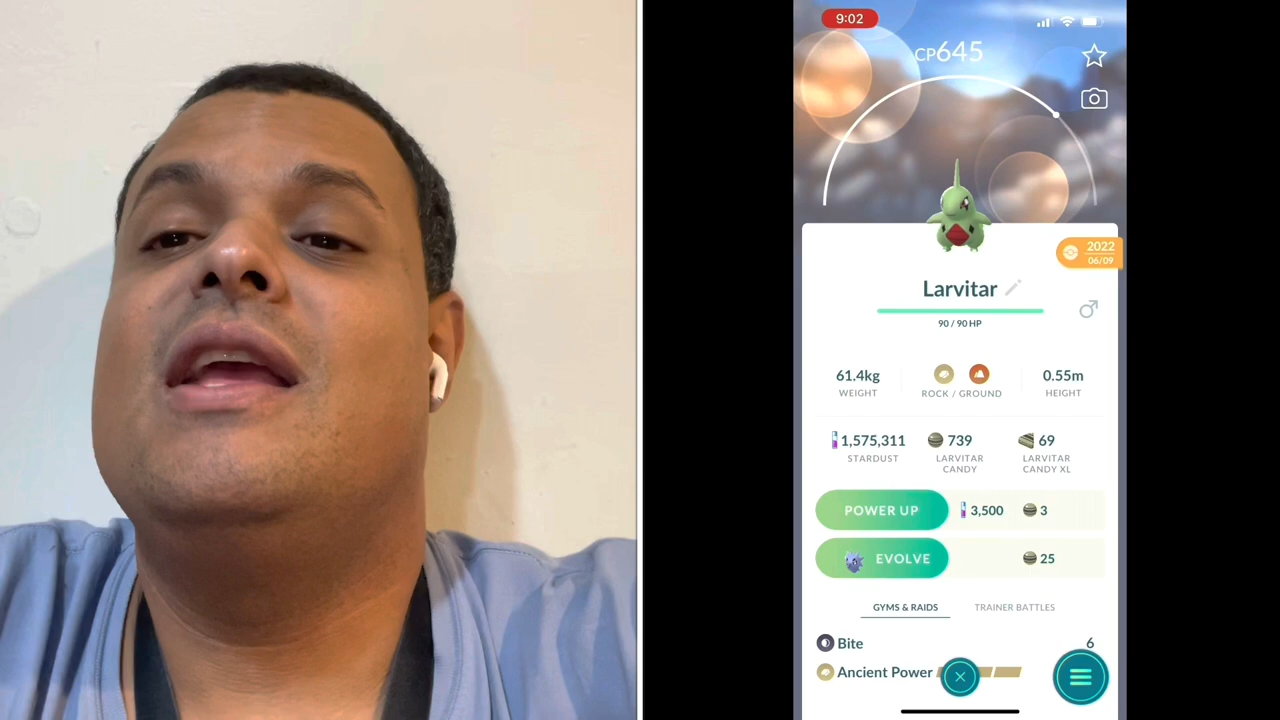 9:02
CP645
2022
06/09
Larvitar
90 / 90 HP
61.4kg
WEIGHT
ROCK / GROUND
0.55m
HEIGHT
1,575,311
STARDUST
739
LARVITAR
CANDY
69
LARVITAR
CANDY XL
POWER UP
3,500
3
EVOLVE
25
GYMS & RAIDS
TRAINER BATTLES
Bite
6
Ancient Power